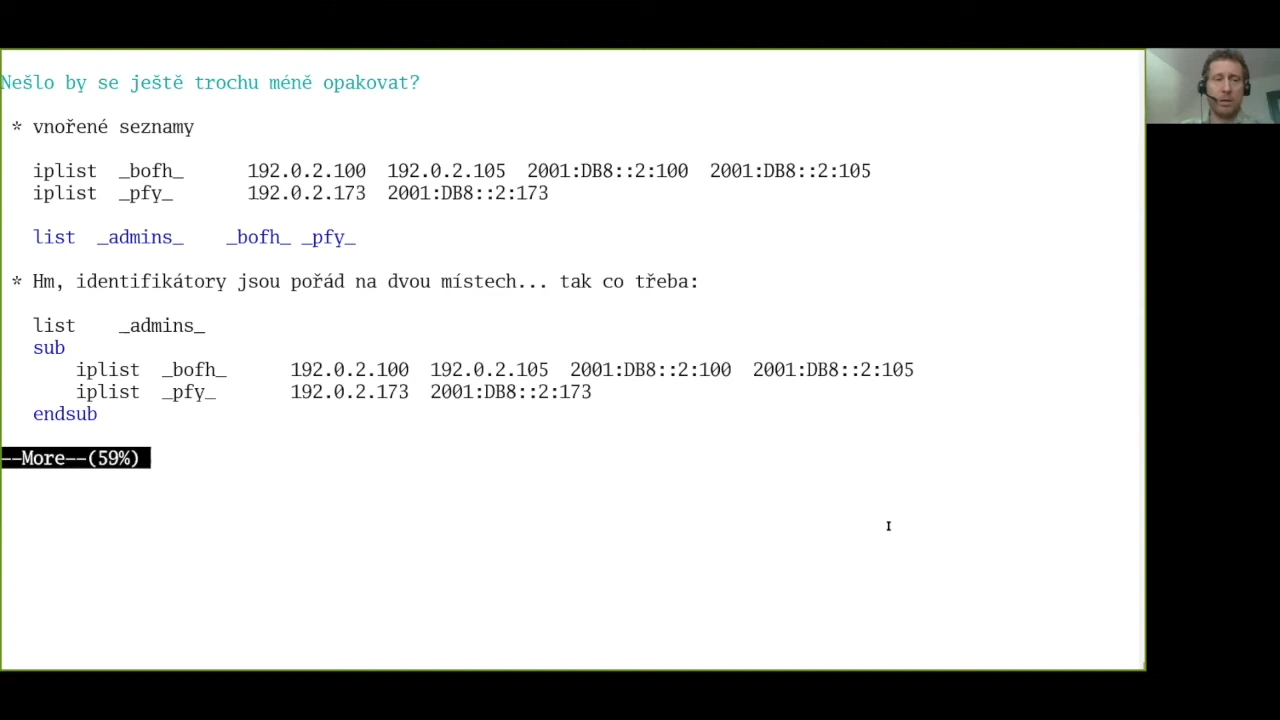 Nešlo by se ještě trochu méně opakovat?
* vnořené seznamy
iplist _bofh_ 192.0.2.100 192.0.2.105 2001:DB8::2:100 2001:DB8::2:105
iplist _pfy_ 192.0.2.173 2001:DB8::2:173
list _admins_ _bofh_ _pfy_
* Hm, identifikátory jsou pořád na dvou místech... tak co třeba:
list _admins_
sub
iplist _bofh_ 192.0.2.100 192.0.2.105 2001:DB8::2:100 2001:DB8::2:105
iplist _pfy_ 192.0.2.173 2001:DB8::2:173
endsub
--More--(59%)